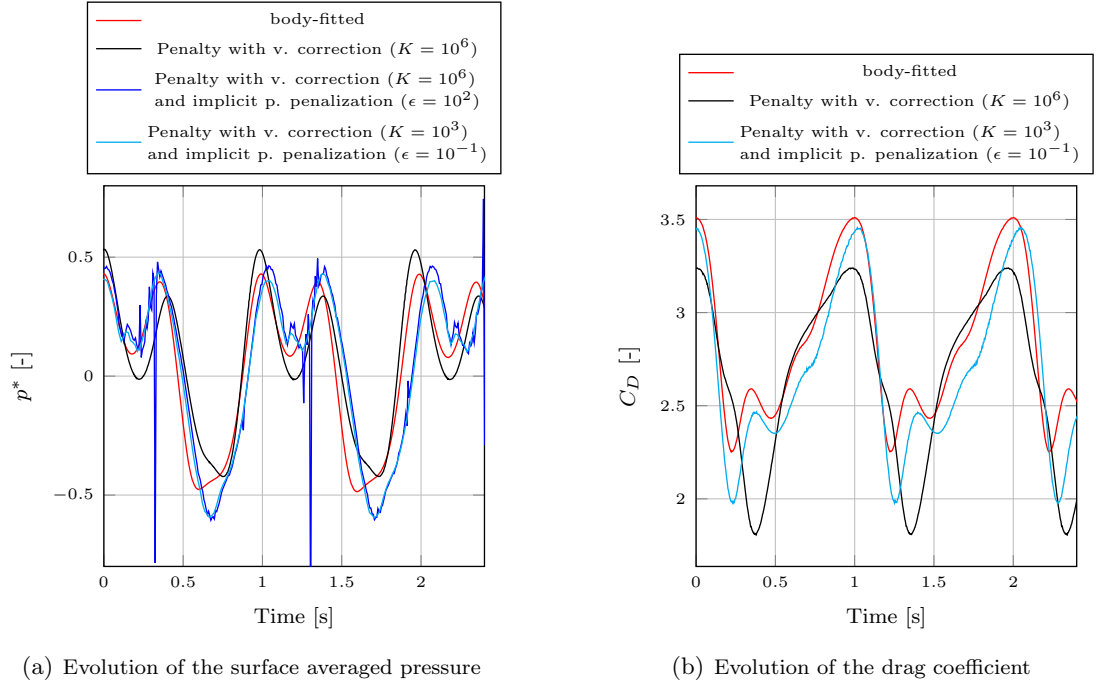 body-fitted
Penalty with v. correction (K = 10^6)
Penalty with v. correction (K = 10^6)
and implicit p. penalization (ϵ = 10^2)
Penalty with v. correction (K = 10^3)
and implicit p. penalization (ϵ = 10^−1)
0.5
0
−0.5
p* [-]
0
0.5
1
1.5
2
Time [s]
(a) Evolution of the surface averaged pressure
body-fitted
Penalty with v. correction (K = 10^6)
Penalty with v. correction (K = 10^3)
and implicit p. penalization (ϵ = 10^−1)
3.5
3
2.5
2
C_D [-]
0
0.5
1
1.5
2
Time [s]
(b) Evolution of the drag coefficient